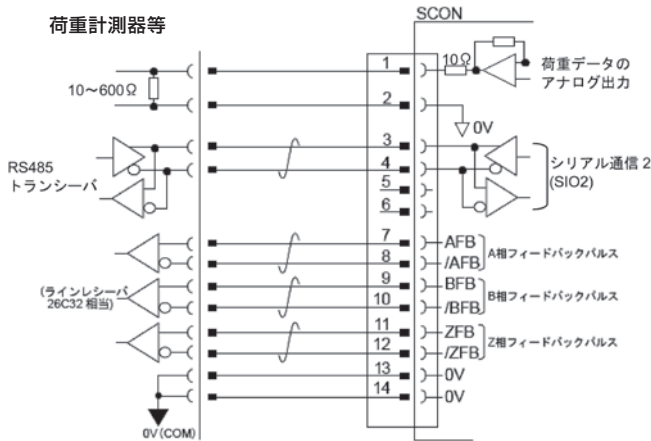 荷重計測器等
SCON
10～600Ω
1
10Ω
荷重データの
アナログ出力
2
0V
RS485
トランシーバ
3
4
5
6
シリアル通信 2
(SIO2)
7
AFB
8
/AFB
A相フィードバックパルス
(ラインレシーバ
26C32 相当)
9
BFB
10
/BFB
B相フィードバックパルス
11
ZFB
12
/ZFB
Z相フィードバックパルス
13
0V
14
0V
0V(COM)